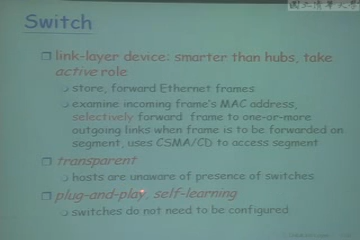 Switch
link-layer device: smarter than hubs, take
active role
store, forward Ethernet frames
examine incoming frame's MAC address,
selectively forward frame to one-or-more
outgoing links when frame is to be forwarded on
segment, uses CSMA/CD to access segment
transparent
hosts are unaware of presence of switches
plug-and-play, self-learning
switches do not need to be configured